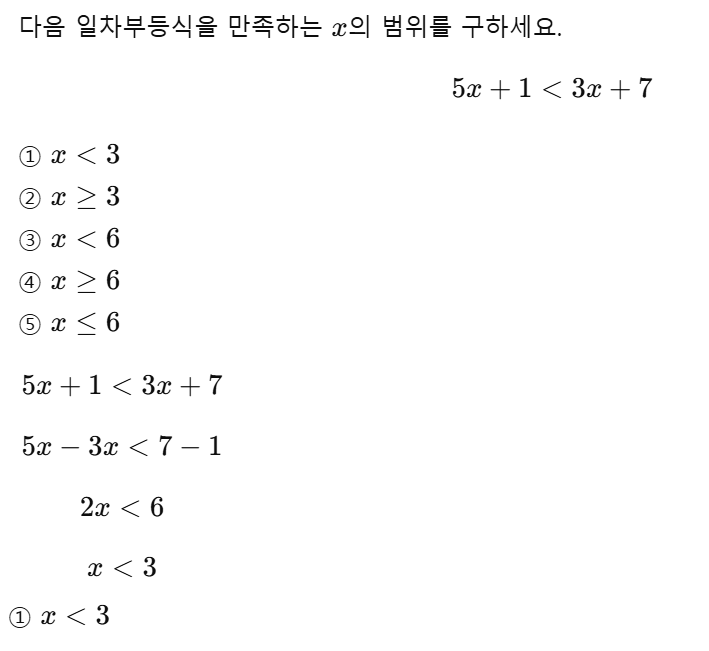 다음 일차부등식을 만족하는 x의 범위를 구하세요.
5x + 1 < 3x + 7
① x < 3
② x ≥ 3
③ x < 6
④ x ≥ 6
⑤ x ≤ 6
5x + 1 < 3x + 7
5x − 3x < 7 − 1
2x < 6
x < 3
① x < 3